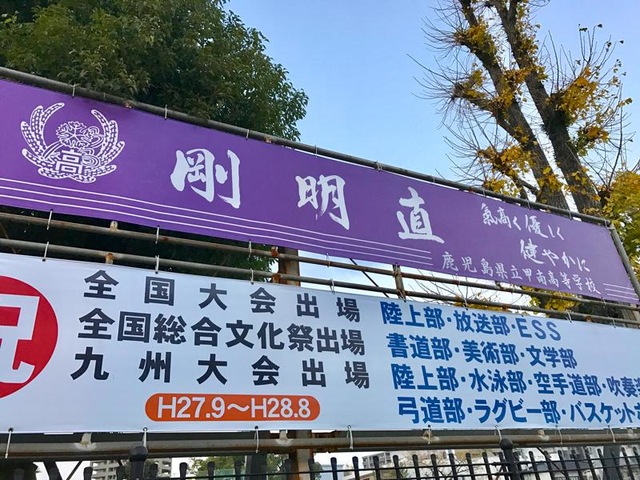 高
剛明直
氣高く優しく
健やかに
鹿児島県立甲南高等学校
祝
全国大会出場 陸上部・放送部・ESS
全国総合文化祭出場 書道部・美術部・文学部
九州大会出場 陸上部・水泳部・空手道部・吹奏
H27.9〜H28.8 弓道部・ラグビー部・バスケット